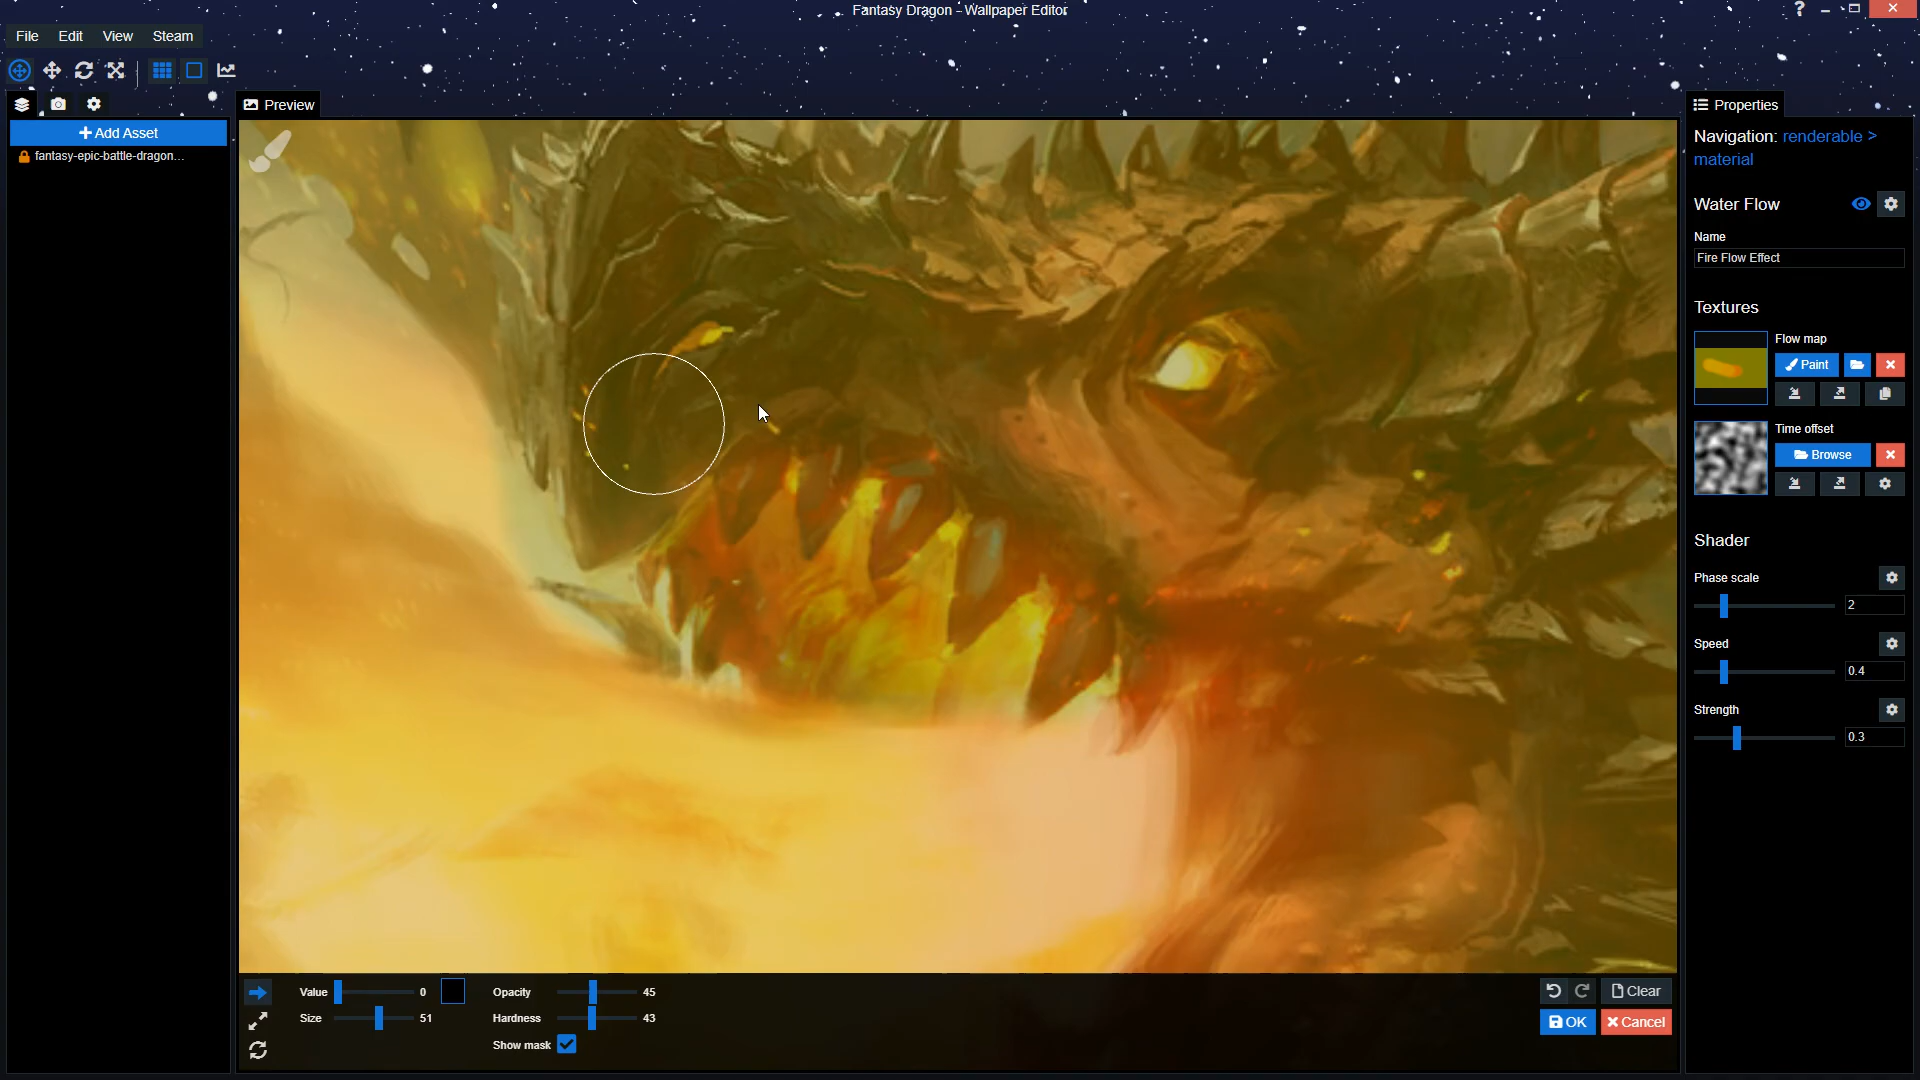 Fantasy Dragon - Wallpaper Editor
?
File Edit View Steam
Preview
Properties
Add Asset
fantasy-epic-battle-dragon...
Navigation: renderable >
material
Water Flow
Name
Fire Flow Effect
Textures
Flow map
Paint
Time offset
Browse
Shader
Phase scale
2
Speed
0.4
Strength
0.3
Value 0
Opacity 45
Clear
Size 51
Hardness 43
OK
Cancel
Show mask